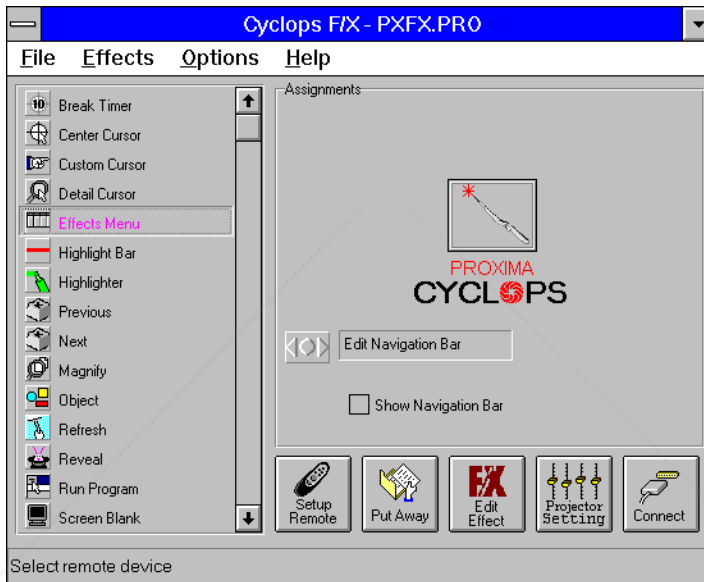 Cyclops F/X - PXFX.PRO
File Effects Options Help
10 Break Timer
Center Cursor
Custom Cursor
Detail Cursor
Effects Menu
Highlight Bar
Highlighter
Previous
Next
Magnify
Object
Refresh
Reveal
Run Program
Screen Blank
Assignments
PROXIMA
CYCLOPS
Edit Navigation Bar
Show Navigation Bar
Setup
Remote
Put Away
F/X
Edit
Effect
Projector
Setting
Connect
Select remote device